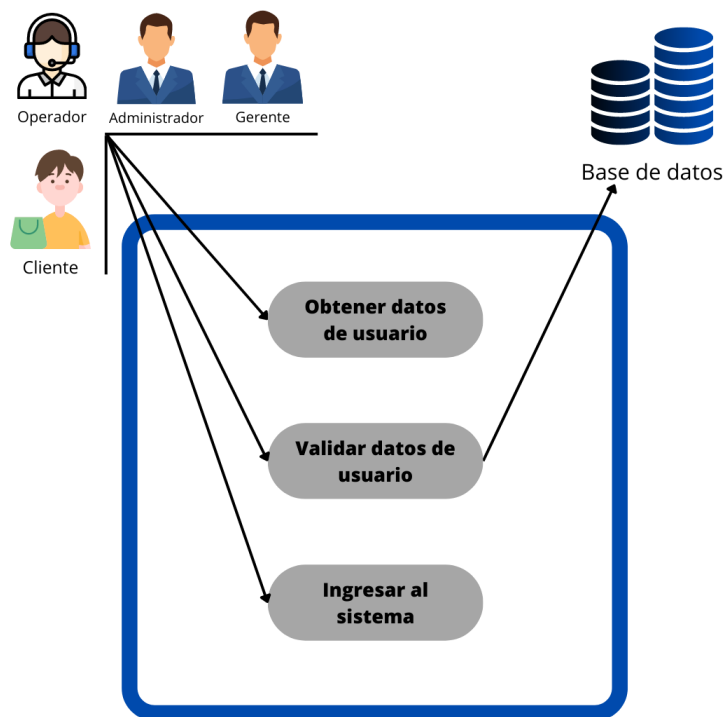 Operador
Administrador
Gerente
Cliente
Base de datos
Obtener datos
de usuario
Validar datos de
usuario
Ingresar al
sistema